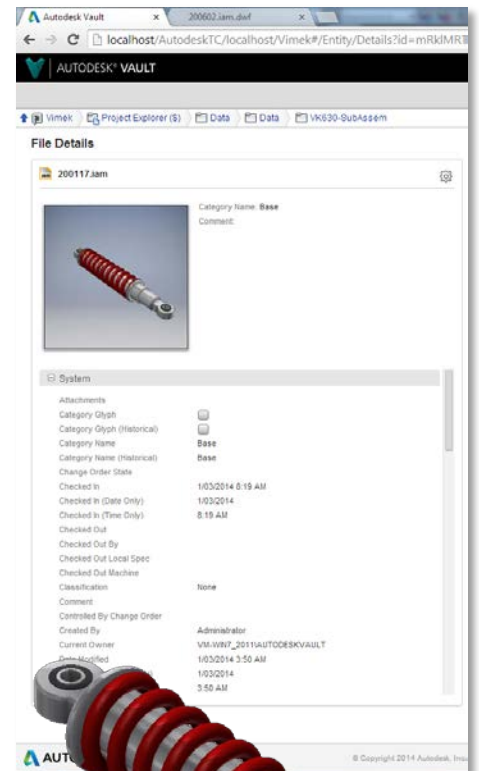 Autodesk Vault
200602.iam.dwf
localhost/AutodeskTC/localhost/Vimek#/Entity/Details?id=mRklMR
AUTODESK® VAULT
Vimek
Project Explorer ($)
Data
Data
VK630-SubAssem
File Details
200117.iam
Category Name: Base
Comment:
System
Attachments
Category Glyph
Category Glyph (Historical)
Category Name Base
Category Name (Historical) Base
Change Order State
Checked In 1/03/2014 8:19 AM
Checked In (Date Only) 1/03/2014
Checked In (Time Only) 8:19 AM
Checked Out
Checked Out By
Checked Out Local Spec
Checked Out Machine
Classification None
Comment
Controlled By Change Order
Created By Administrator
Current Owner VM-WIN7_2011\AUTODESKVAULT
Date Modified 1/03/2014 3:50 AM
1/03/2014
3:50 AM
© Copyright 2014 Autodesk,